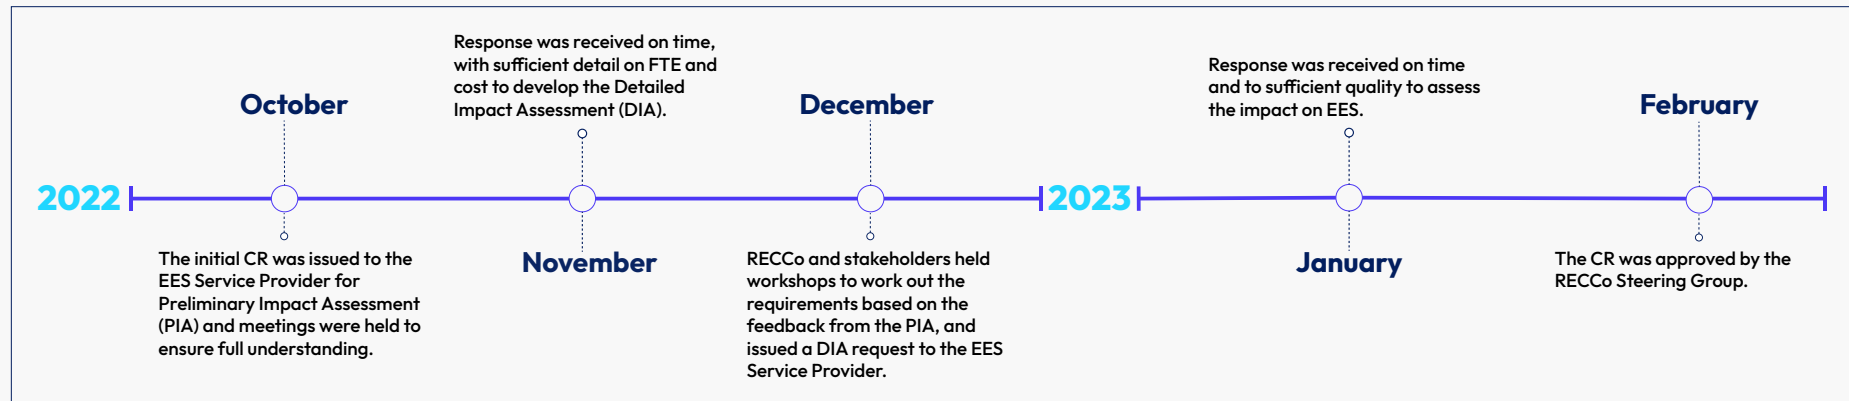 2022
October
The initial CR was issued to the
EES Service Provider for
Preliminary Impact Assessment
(PIA) and meetings were held to
ensure full understanding.
Response was received on time,
with sufficient detail on FTE and
cost to develop the Detailed
Impact Assessment (DIA).
November
December
RECCo and stakeholders held
workshops to work out the
requirements based on the
feedback from the PIA, and
issued a DIA request to the EES
Service Provider.
2023
Response was received on time
and to sufficient quality to assess
the impact on EES.
January
February
The CR was approved by the
RECCo Steering Group.